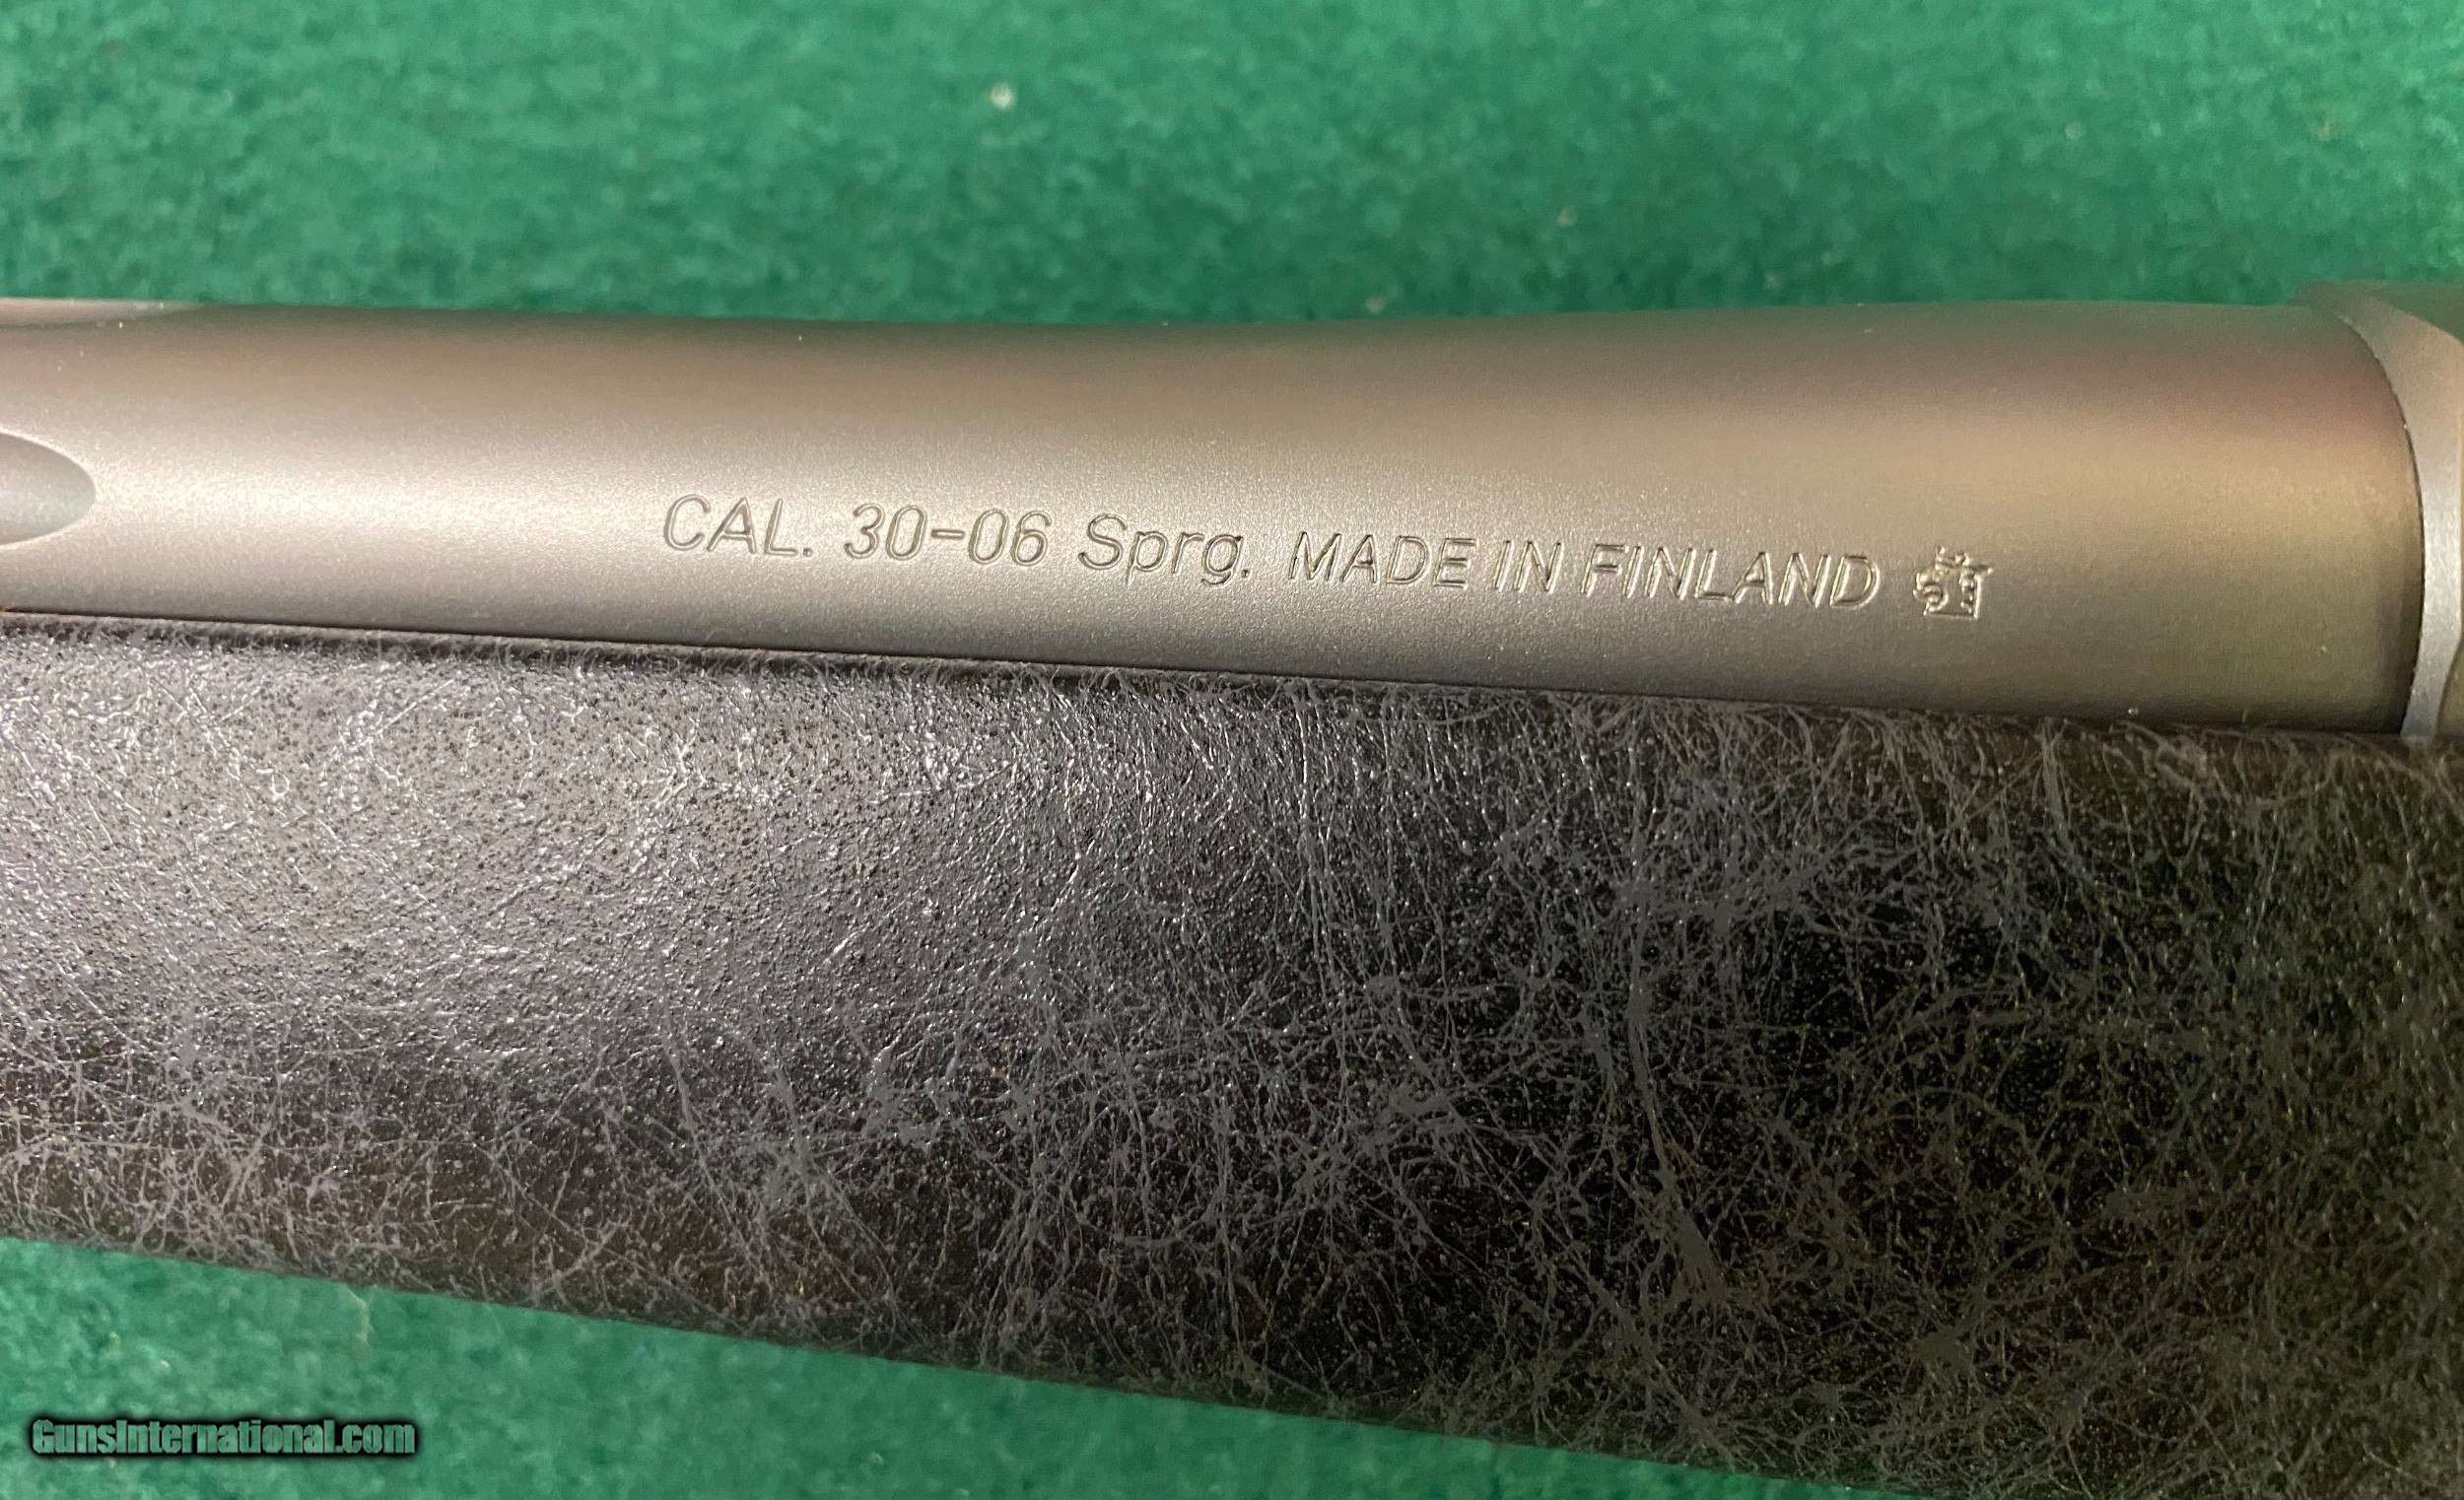 CAL. 30-06 Sprg. MADE IN FINLAND
GunsInternational.com